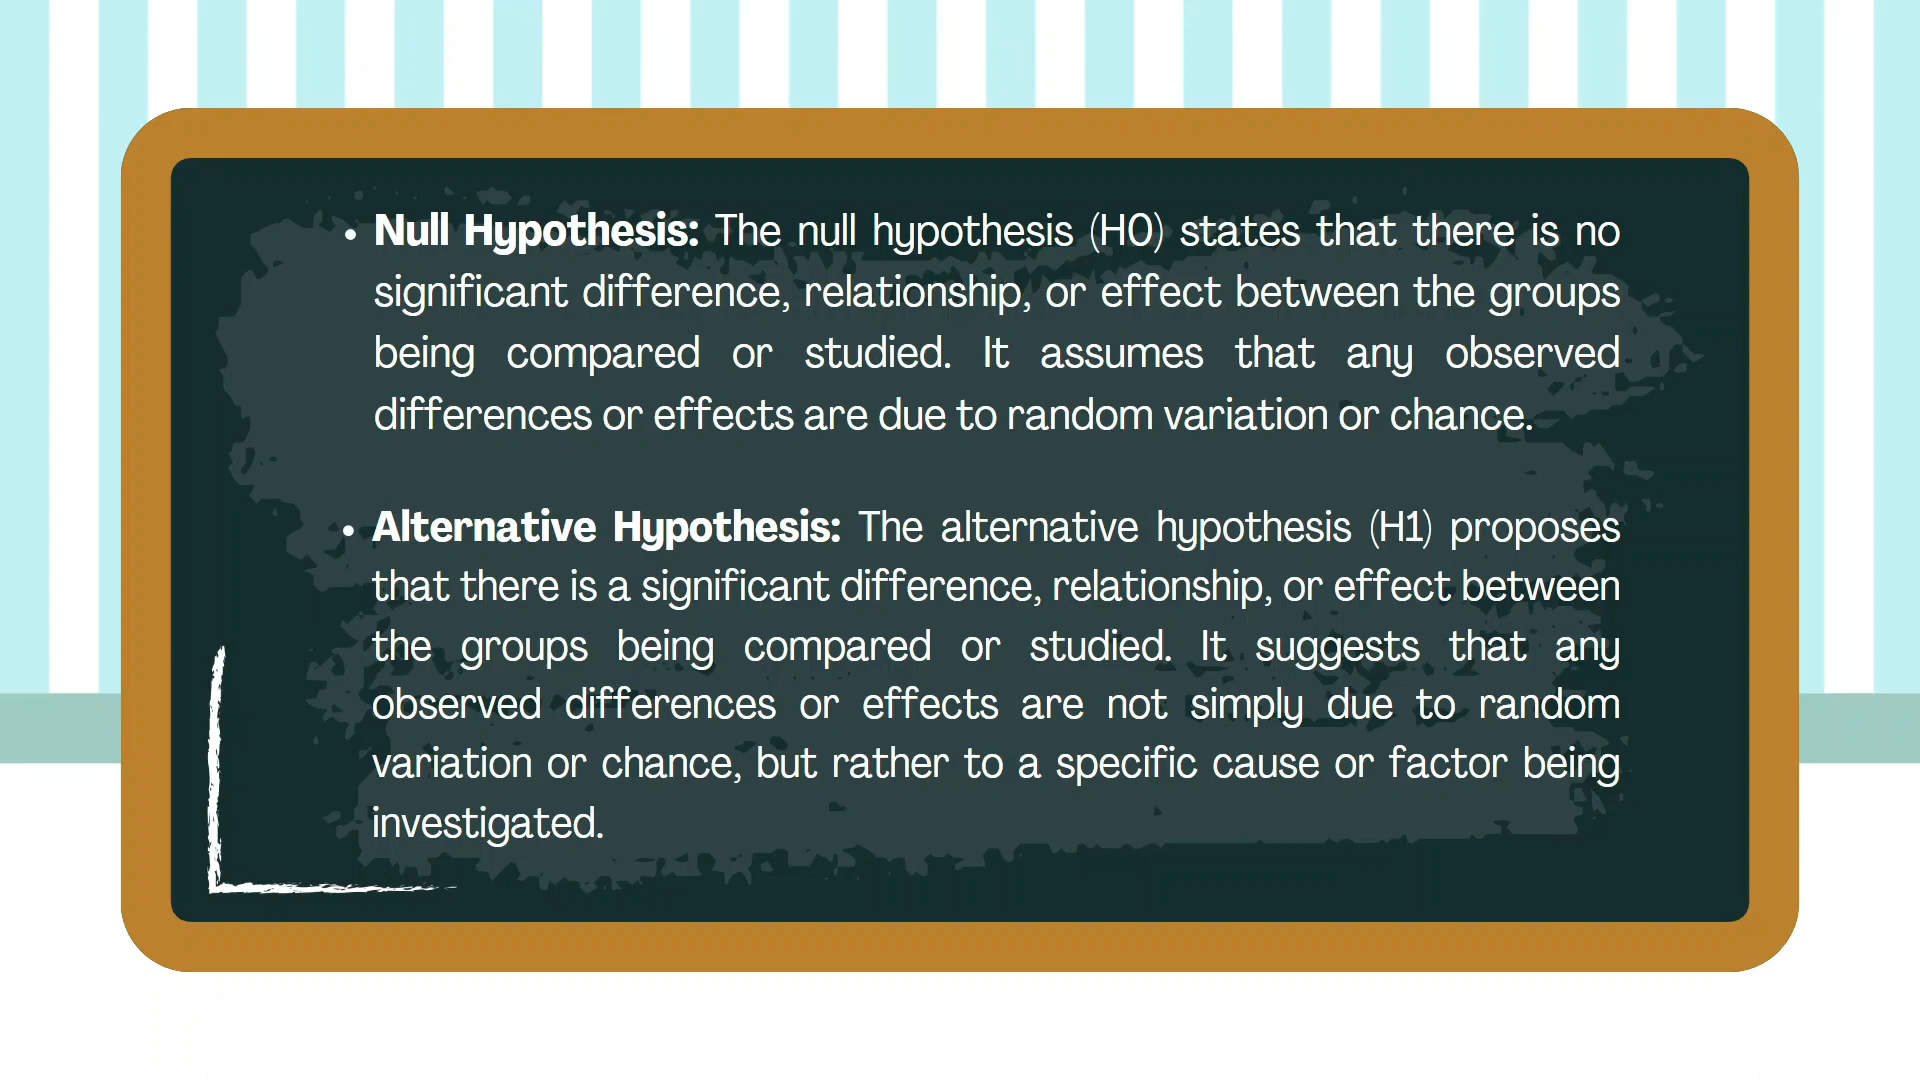 • Null Hypothesis: The null hypothesis (H0) states that there is no
significant difference, relationship, or effect between the groups
being compared or studied. It assumes that any observed
differences or effects are due to random variation or chance.
• Alternative Hypothesis: The alternative hypothesis (H1) proposes
that there is a significant difference, relationship, or effect between
the groups being compared or studied. It suggests that any
observed differences or effects are not simply due to random
variation or chance, but rather to a specific cause or factor being
investigated.